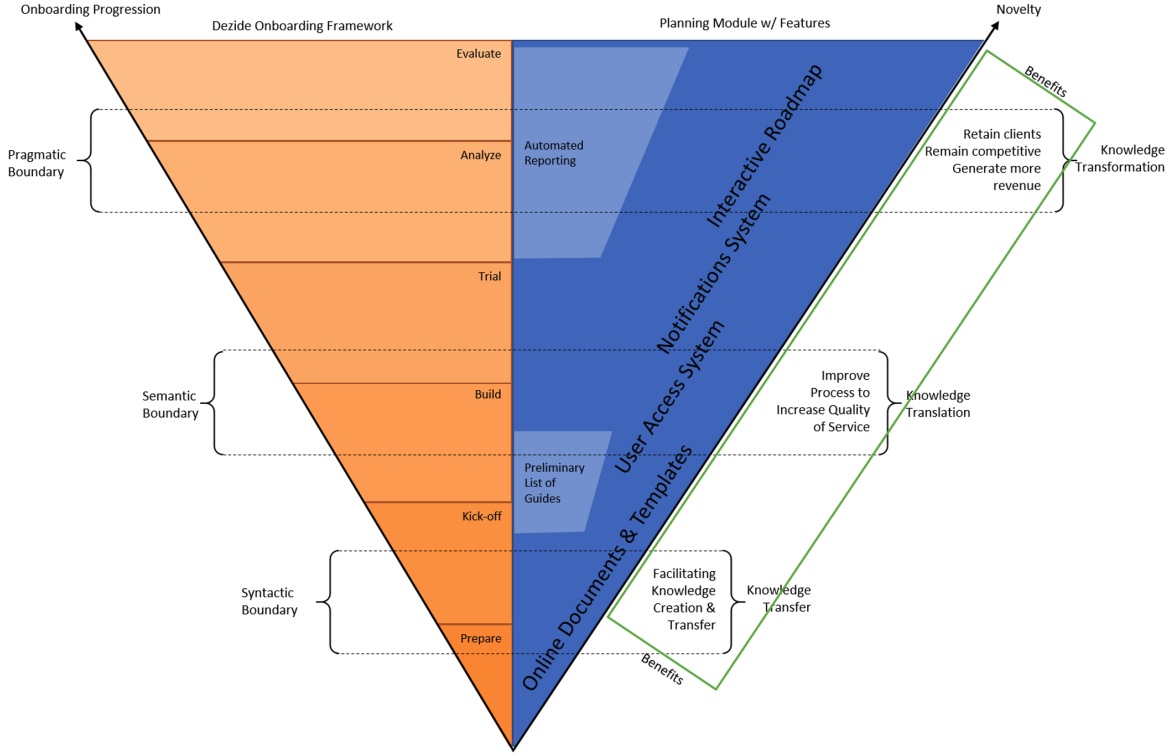 Onboarding Progression
Novelty
Dezide Onboarding Framework
Planning Module w/ Features
Evaluate
Benefits
Pragmatic
Boundary
Analyze
Automated
Reporting
Interactive Roadmap
Retain clients
Remain competitive
Generate more
revenue
Knowledge
Transformation
Trial
Notifications System
Semantic
Boundary
Build
User Access System
Improve
Process to
Increase Quality
of Service
Knowledge
Translation
Preliminary
List of
Guides
Kick-off
Online Documents & Templates
Syntactic
Boundary
Facilitating
Knowledge
Creation &
Transfer
Knowledge
Transfer
Prepare
Benefits